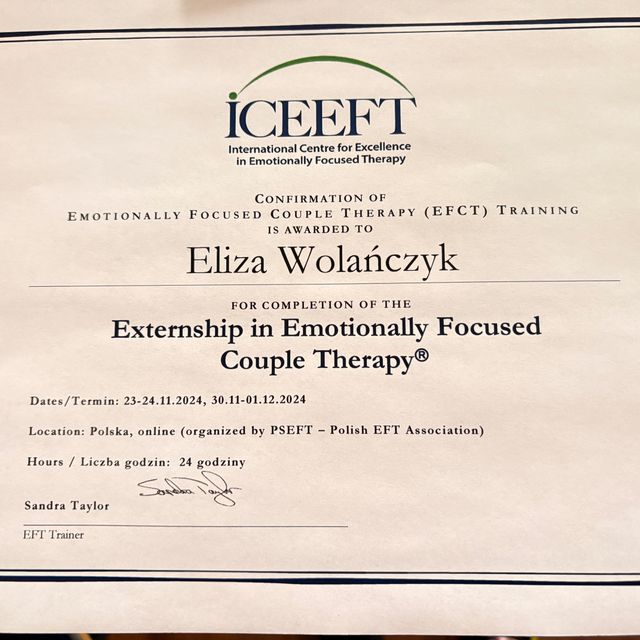 iCEEFT
International Centre for Excellence
in Emotionally Focused Therapy
CONFIRMATION OF
EMOTIONALLY FOCUSED COUPLE THERAPY (EFCT) TRAINING
IS AWARDED TO
Eliza Wolańczyk
FOR COMPLETION OF THE
Externship in Emotionally Focused
Couple Therapy®
Dates/Termin: 23-24.11.2024, 30.11-01.12.2024
Location: Polska, online (organized by PSEFT – Polish EFT Association)
Hours / Liczba godzin: 24 godziny
Sandra Taylor
Sandra Taylor
EFT Trainer